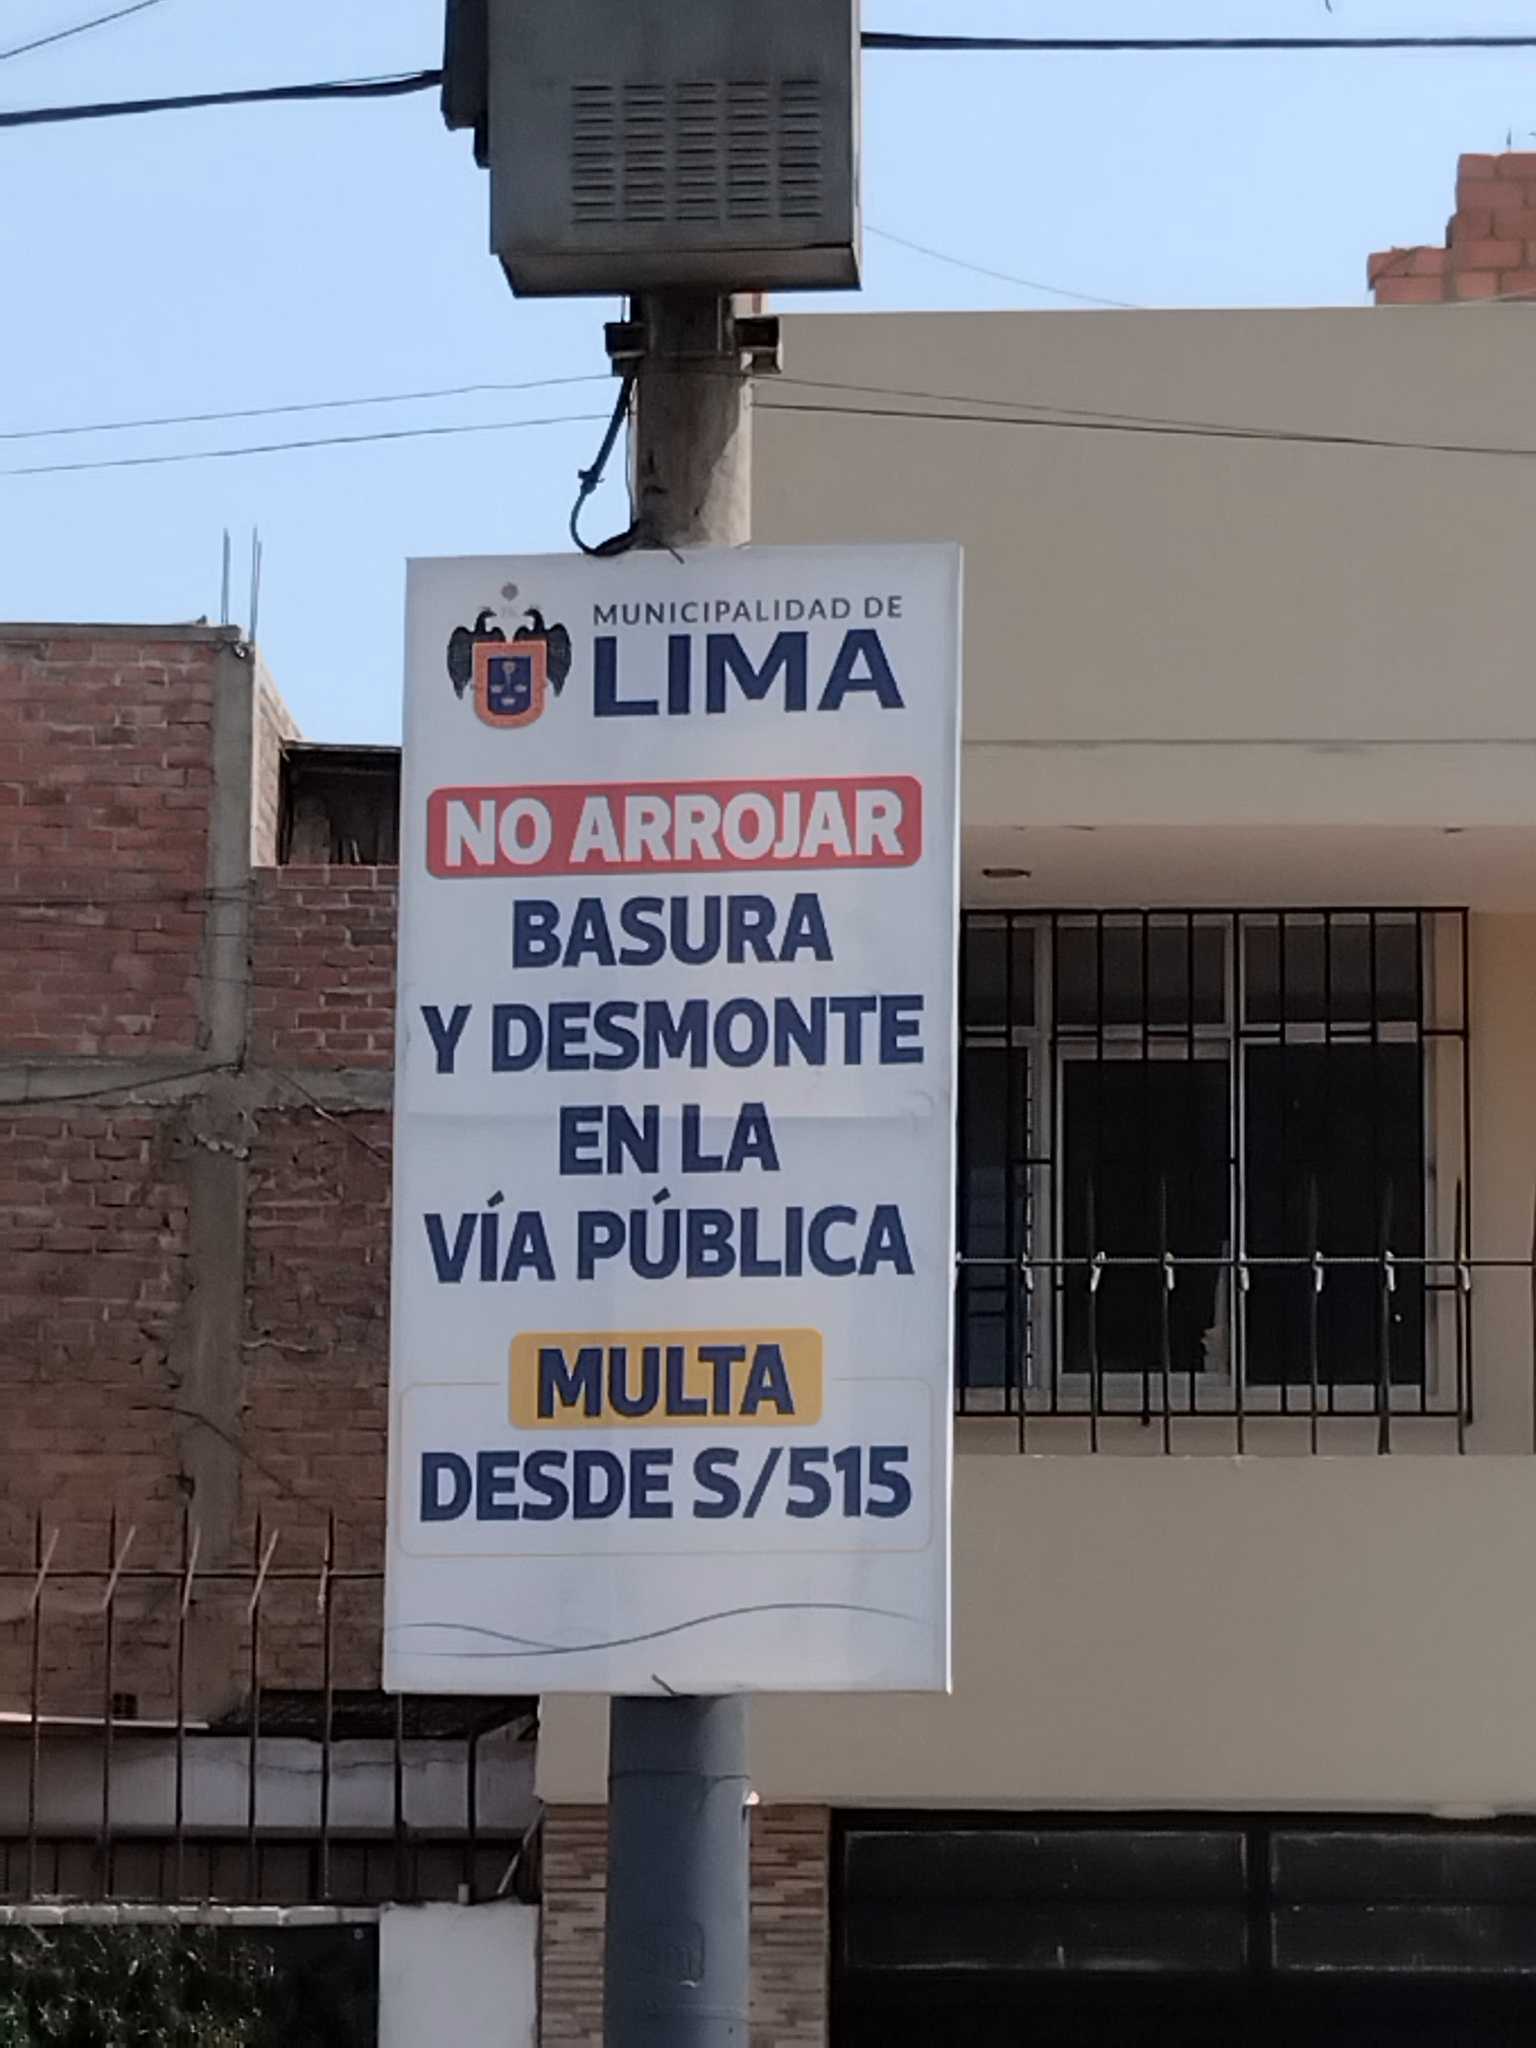 MUNICIPALIDAD DE
LIMA
NO ARROJAR
BASURA
Y DESMONTE
EN LA
VÍA PÚBLICA
MULTA
DESDE S/515